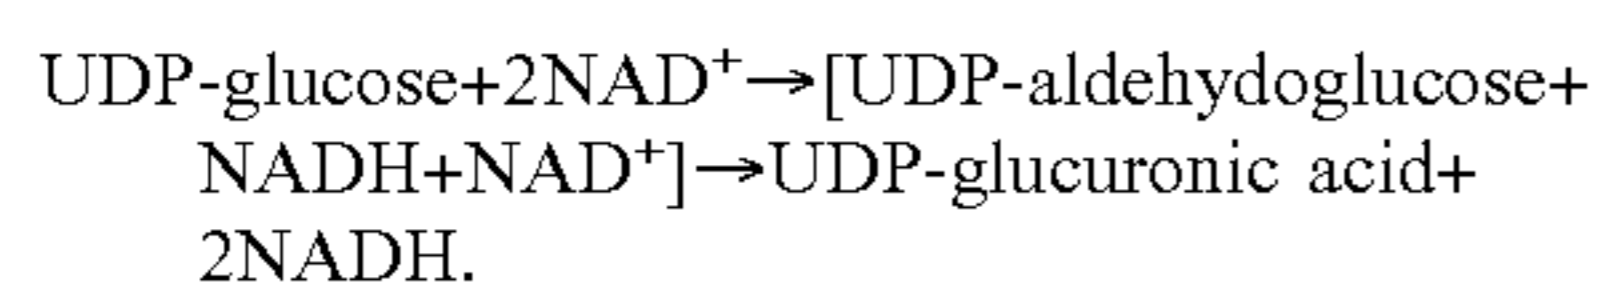 UDP-glucose+2NAD⁺→[UDP-aldehydoglucose+
NADH+NAD⁺]→UDP-glucuronic acid+
2NADH.